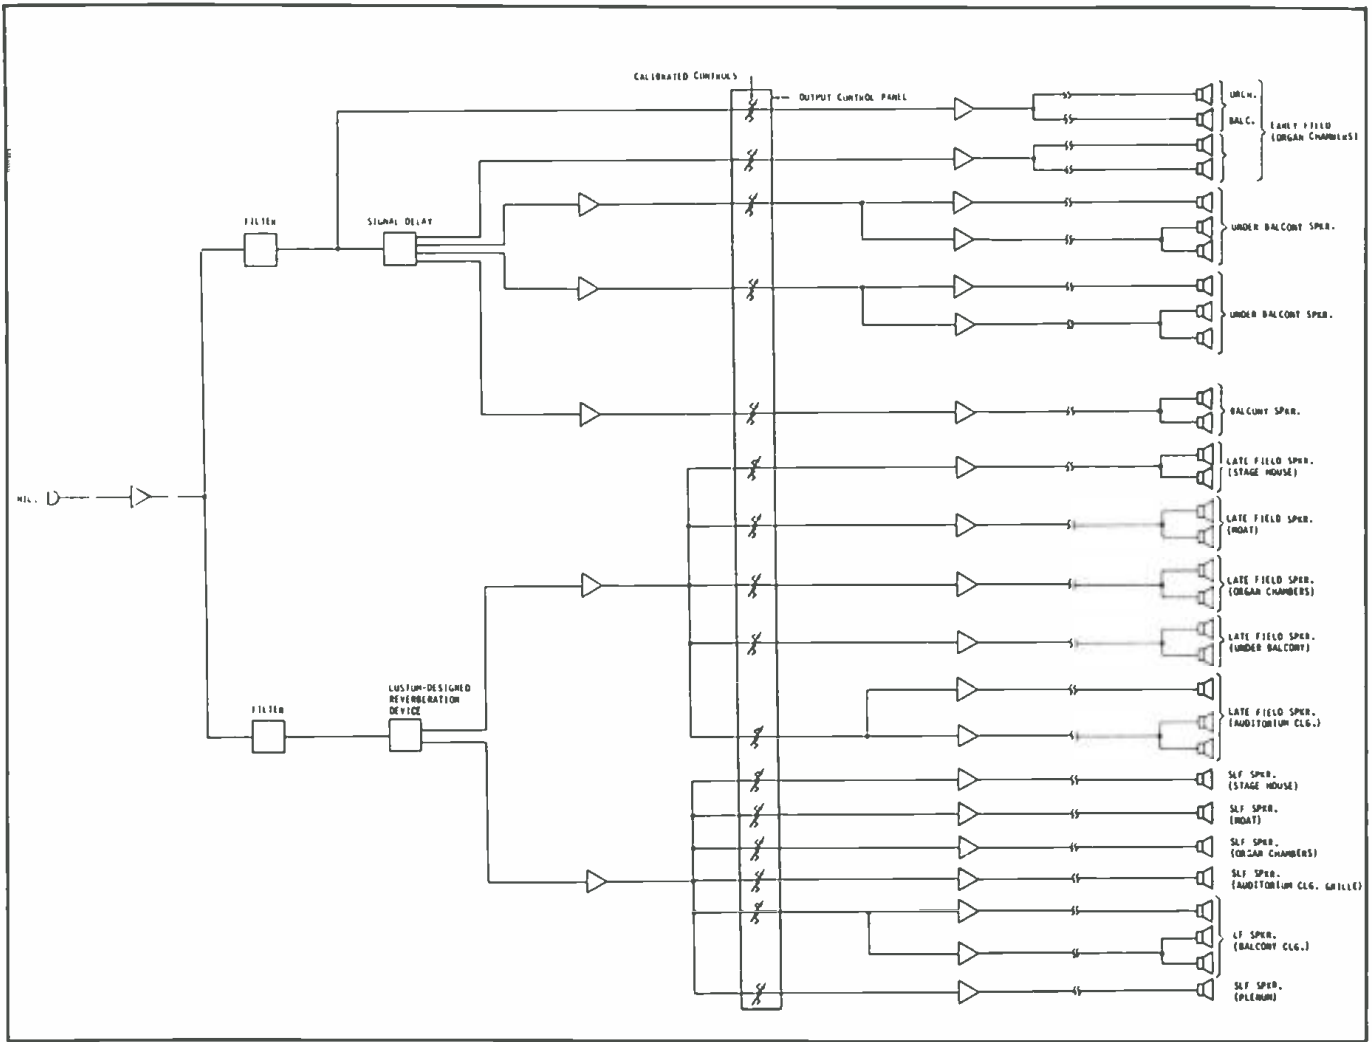 CALIBRATED CONTROLS
OUTPUT CONTROL PANEL
ORCH.
BALC.
EARLY FIELD
(ORGAN CHAMBERS)
FILTER
SIGNAL DELAY
UNDER BALCONY SPKR.
UNDER BALCONY SPKR.
BALCONY SPKR.
LATE FIELD SPKR.
(STAGE HOUSE)
MIC.
LATE FIELD SPKR.
(MOAT)
LATE FIELD SPKR.
(ORGAN CHAMBERS)
LATE FIELD SPKR.
(UNDER BALCONY)
FILTER
CUSTOM-DESIGNED
REVERBERATION
DEVICE
LATE FIELD SPKR.
(AUDITORIUM CLG.)
SLF SPKR.
(STAGE HOUSE)
SLF SPKR.
(MOAT)
SLF SPKR.
(ORGAN CHAMBERS)
SLF SPKR.
(AUDITORIUM CLG. GRILLE)
LF SPKR.
(BALCONY CLG.)
SLF SPKR.
(PLENUM)